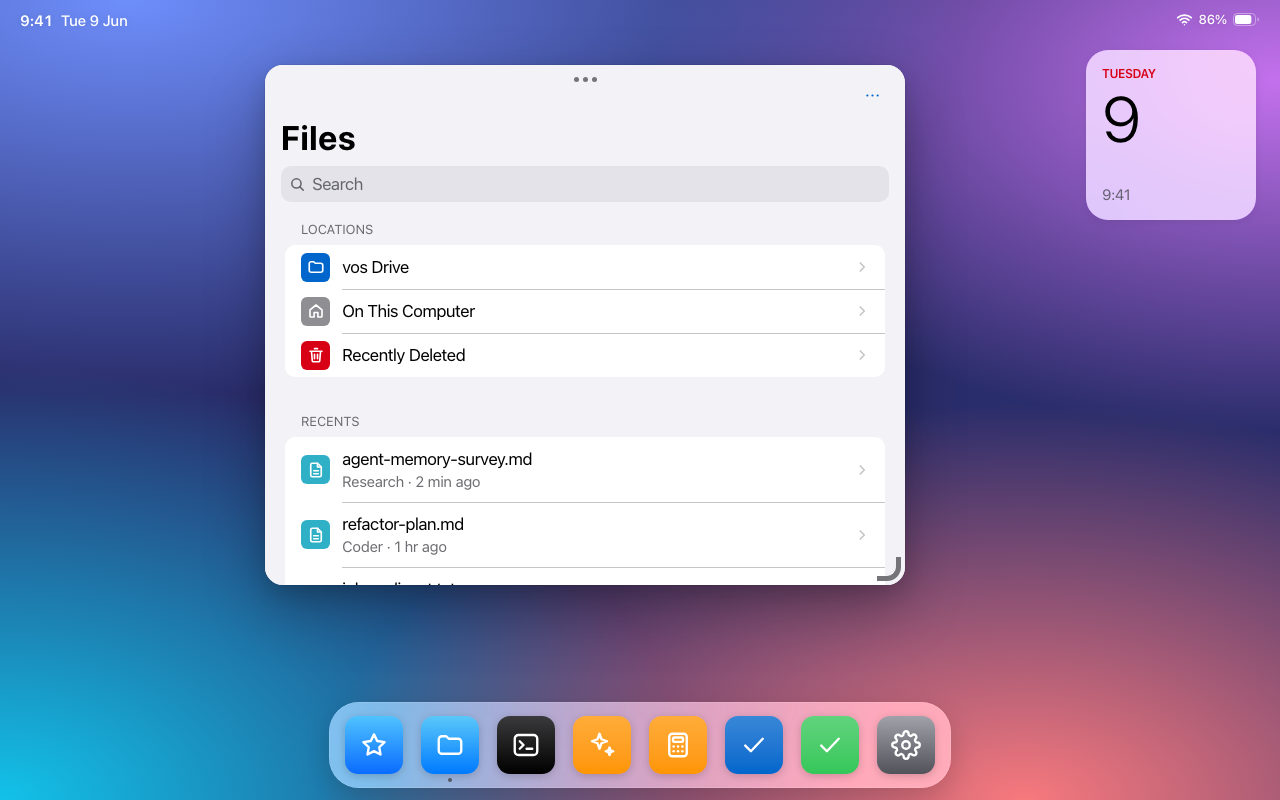 9:41 Tue 9 Jun
86%
TUESDAY
9
9:41
Files
Search
LOCATIONS
vos Drive
On This Computer
Recently Deleted
RECENTS
agent-memory-survey.md
Research · 2 min ago
refactor-plan.md
Coder · 1 hr ago